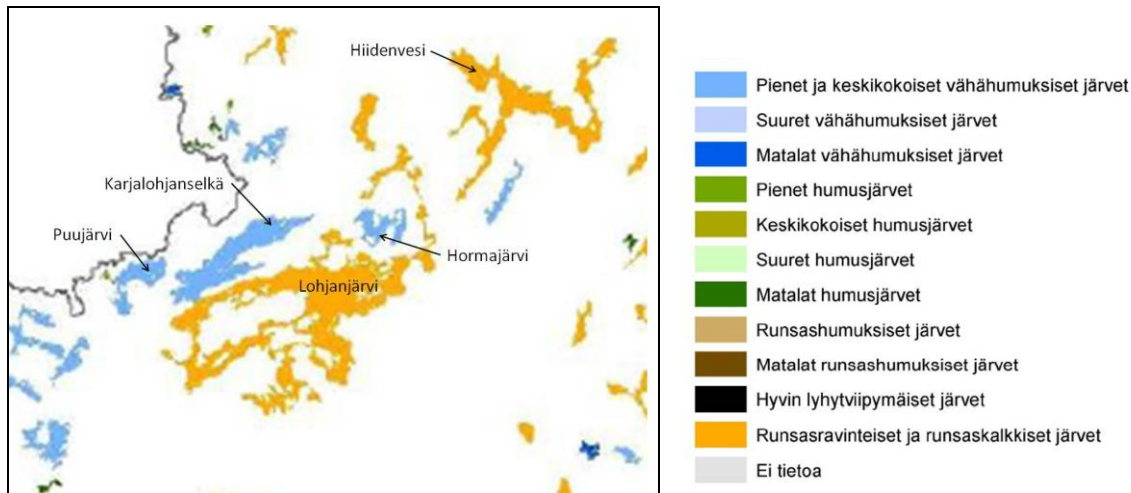 Hiidenvesi
Karjalohjanselkä
Puujärvi
Hormajärvi
Lohjanjärvi
Pienet ja keskikokoiset vähähumuksiset järvet
Suuret vähähumuksiset järvet
Matalat vähähumuksiset järvet
Pienet humusjärvet
Keskikokoiset humusjärvet
Suuret humusjärvet
Matalat humusjärvet
Runsashumuksiset järvet
Matalat runsashumuksiset järvet
Hyvin lyhytviipymäiset järvet
Runsasravinteiset ja runsaskalkkiset järvet
Ei tietoa